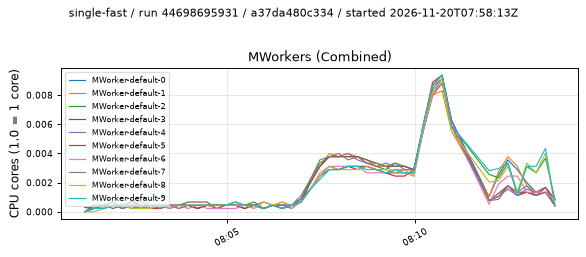 single-fast / run 44698695931 / a37da480c334 / started 2026-11-20T07:58:13Z
MWorkers (Combined)
CPU cores (1.0 = 1 core)
0.008
0.006
0.004
0.002
0.000
MWorker-default-0
MWorker-default-1
MWorker-default-2
MWorker-default-3
MWorker-default-4
MWorker-default-5
MWorker-default-6
MWorker-default-7
MWorker-default-8
MWorker-default-9
08:05
08:10